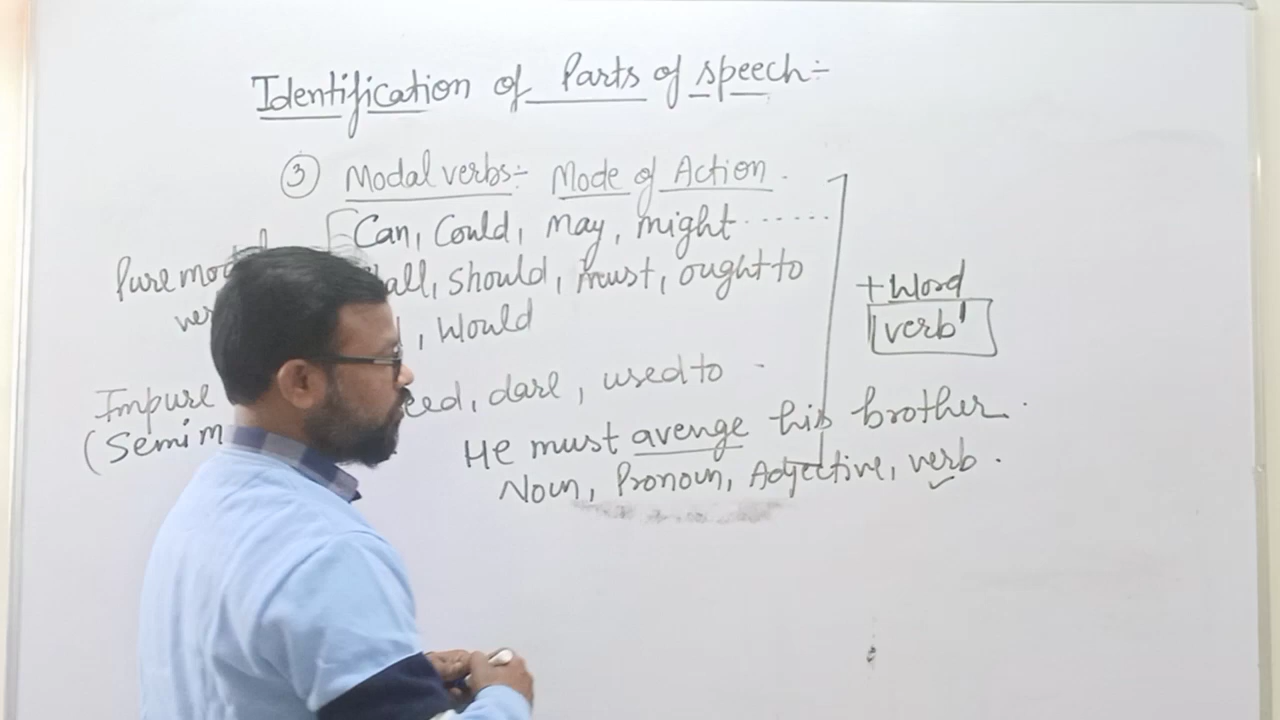 Identification of Parts of speech:-
③ Modal verbs:- Mode of Action.
Can, Could, may, might.......
Pure
all, should, must, ought to
, Would
+ Word
verb¹
Impure
eed, dare, used to
(Semi m
He must avenge his brother.
Noun, Pronoun, Adjective, verb.